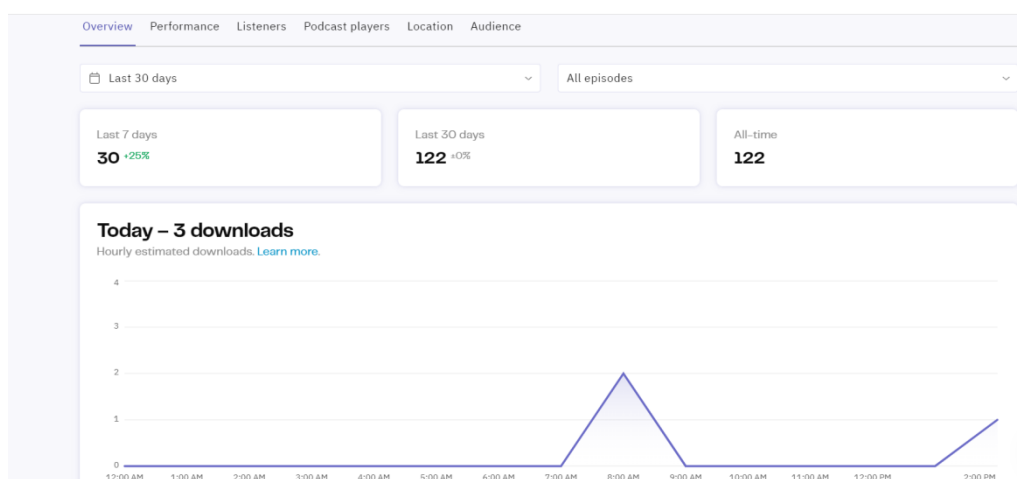 Overview Performance Listeners Podcast players Location Audience
Last 30 days All episodes
Last 7 days Last 30 days All-time
30 +25% 122 ±0% 122
Today – 3 downloads
Hourly estimated downloads. Learn more.
4
3
2
1
0
12:00 AM 1:00 AM 2:00 AM 3:00 AM 4:00 AM 5:00 AM 6:00 AM 7:00 AM 8:00 AM 9:00 AM 10:00 AM 11:00 AM 12:00 PM 2:00 PM